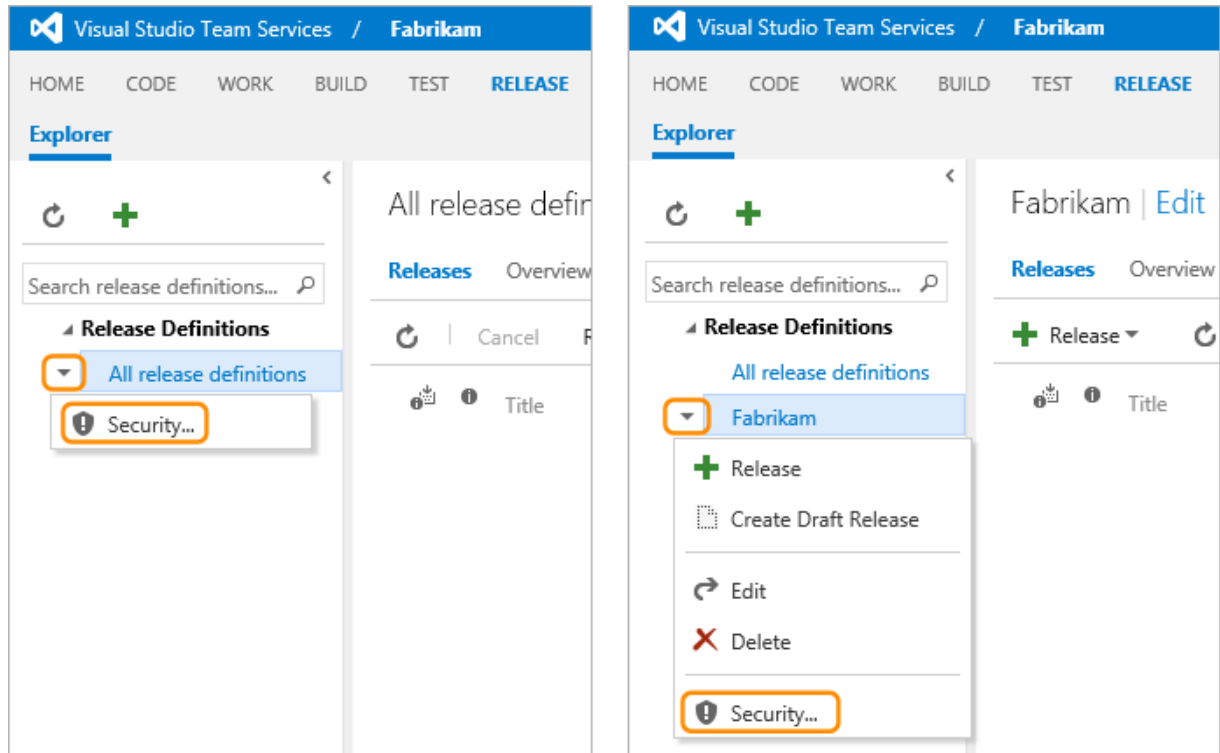 Visual Studio Team Services / Fabrikam
HOME CODE WORK BUILD TEST RELEASE
Explorer
All release defin
Search release definitions...
Releases Overview
Release Definitions
Cancel
All release definitions
Title
Security...
Visual Studio Team Services / Fabrikam
HOME CODE WORK BUILD TEST RELEASE
Explorer
Fabrikam | Edit
Search release definitions...
Releases Overview
Release Definitions
Release
All release definitions
Title
Fabrikam
Release
Create Draft Release
Edit
Delete
Security...